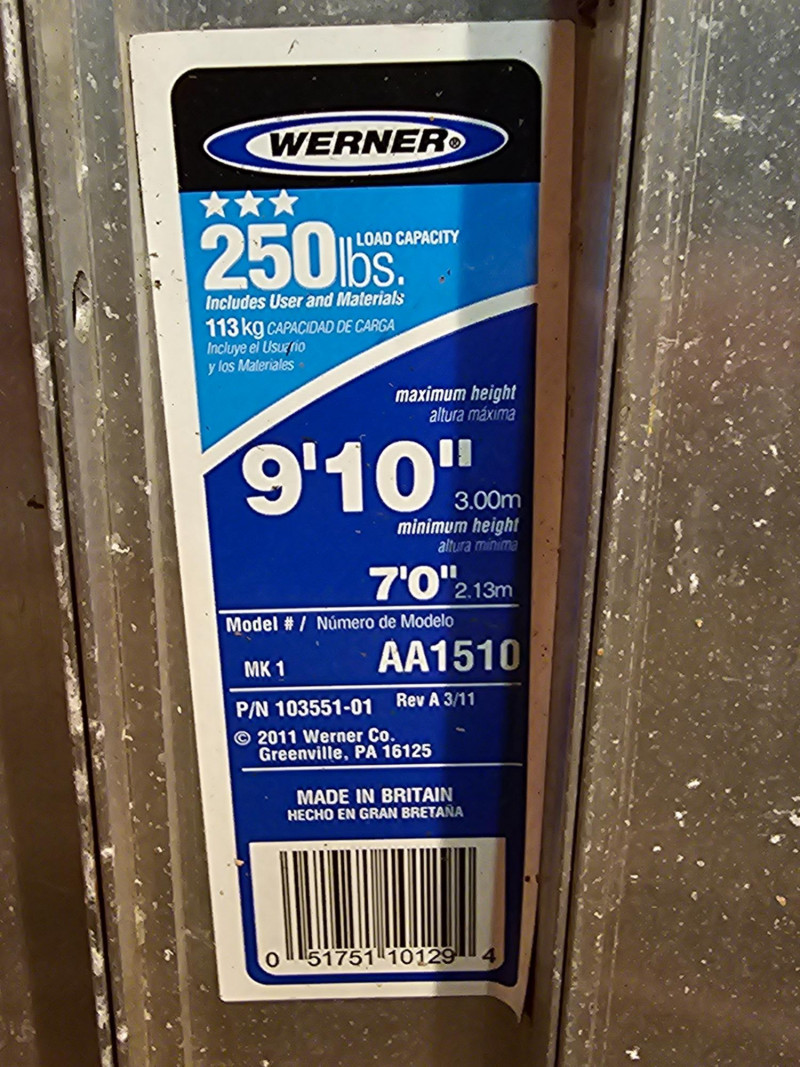 WERNER®
250lbs. LOAD CAPACITY
Includes User and Materials
113kg CAPACIDAD DE CARGA
Incluye el Usuario
y los Materiales
maximum height
altura máxima
9'10" 3.00m
minimum height
altura mínima
7'0" 2.13m
Model # / Número de Modelo
MK 1 AA1510
P/N 103551-01 Rev A 3/11
© 2011 Werner Co.
Greenville, PA 16125
MADE IN BRITAIN
HECHO EN GRAN BRETAÑA
0 51751 10129 4